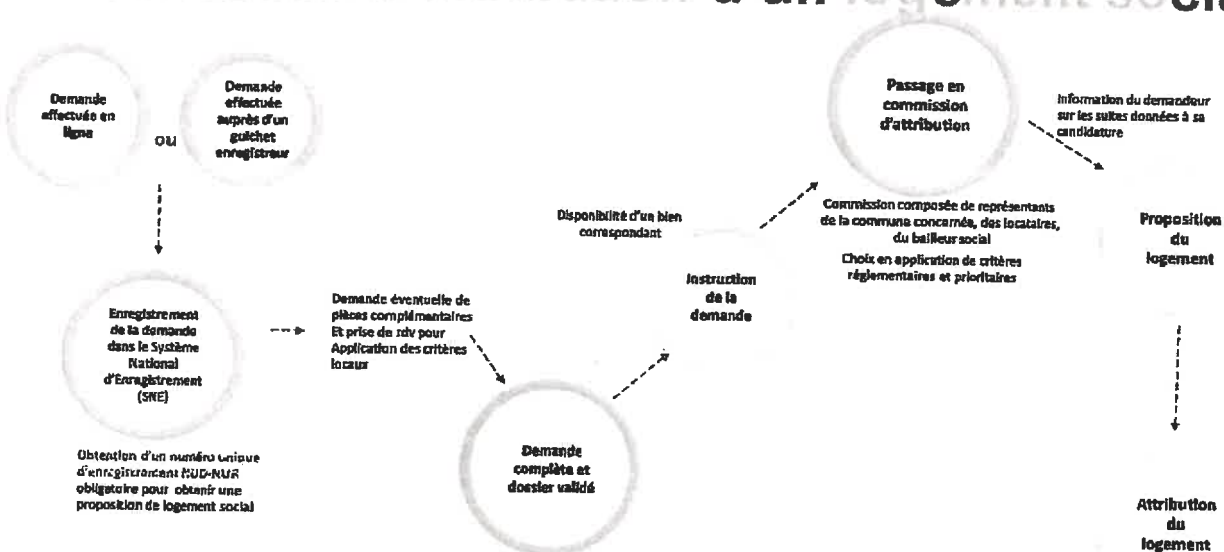 d'un logement soci
Demande
effectuée en
ligne
ou
Demande
effectuée
auprès d'un
guichet
enregistreur
Enregistrement
de la demande
dans le Système
National
d'Enregistrement
(SNE)
Obtention d'un numéro unique
d'enregistrement NUD-NUR
obligatoire pour obtenir une
proposition de logement social
Demande éventuelle de
pièces complémentaires
Et prise de rdv pour
Application des critères
locaux
Demande
complète et
dossier validé
Disponibilité d'un bien
correspondant
Instruction
de la
demande
Passage en
commission
d'attribution
Commission composée de représentants
de la commune concernée, des locataires,
du bailleur social
Choix en application de critères
réglementaires et prioritaires
Information du demandeur
sur les suites données à sa
candidature
Proposition
du
logement
Attribution
du
logement